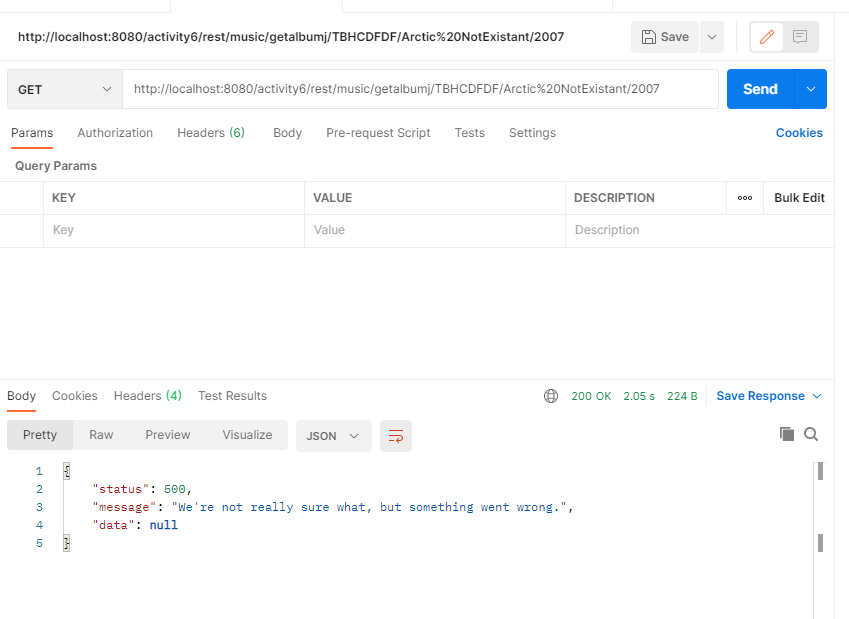 http://localhost:8080/activity6/rest/music/getalbumj/TBHCDFDF/Arctic%20NotExistant/2007 Save
GET http://localhost:8080/activity6/rest/music/getalbumj/TBHCDFDF/Arctic%20NotExistant/2007 Send
Params Authorization Headers (6) Body Pre-request Script Tests Settings Cookies
Query Params
KEY VALUE DESCRIPTION ooo Bulk Edit
Key Value Description
Body Cookies Headers (4) Test Results 200 OK 2.05 s 224 B Save Response
Pretty Raw Preview Visualize JSON
1 {
2 "status": 500,
3 "message": "We're not really sure what, but something went wrong.",
4 "data": null
5 }